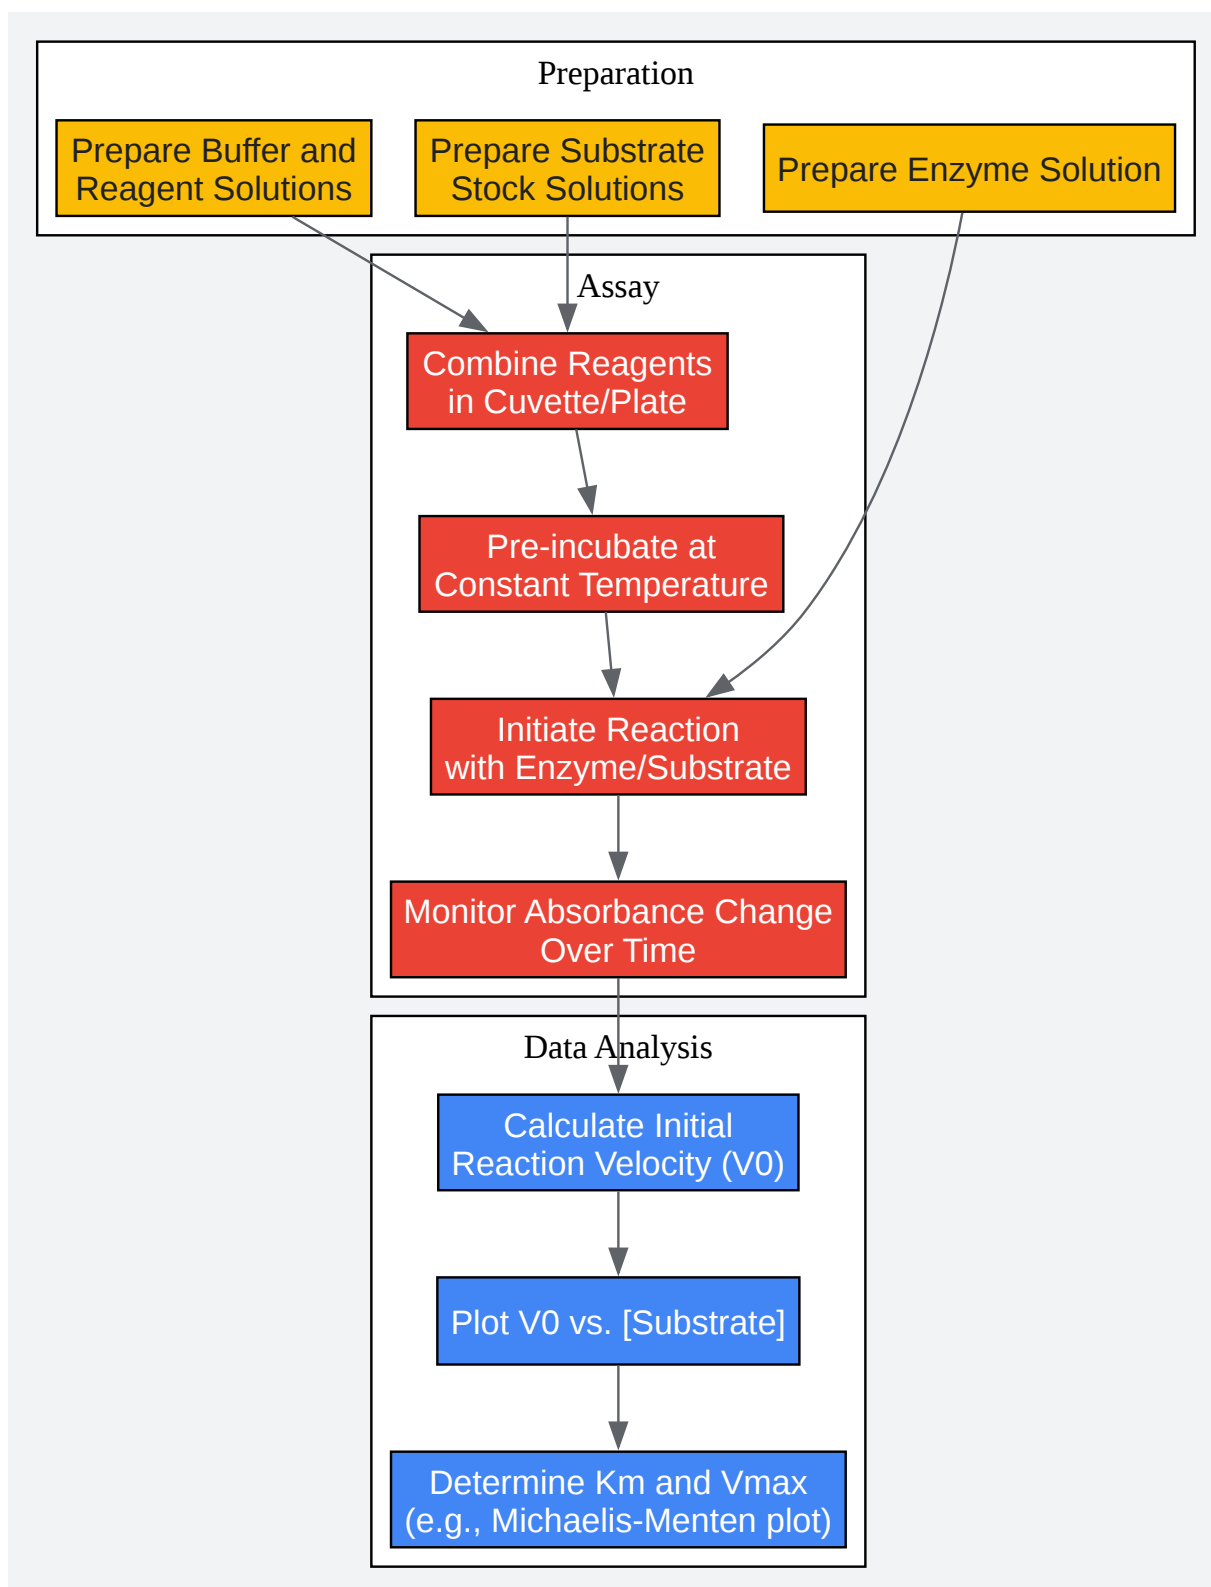 Preparation
Prepare Buffer and
Reagent Solutions
Prepare Substrate
Stock Solutions
Prepare Enzyme Solution
Assay
Combine Reagents
in Cuvette/Plate
Pre-incubate at
Constant Temperature
Initiate Reaction
with Enzyme/Substrate
Monitor Absorbance Change
Over Time
Data Analysis
Calculate Initial
Reaction Velocity (V0)
Plot V0 vs. [Substrate]
Determine Km and Vmax
(e.g., Michaelis-Menten plot)